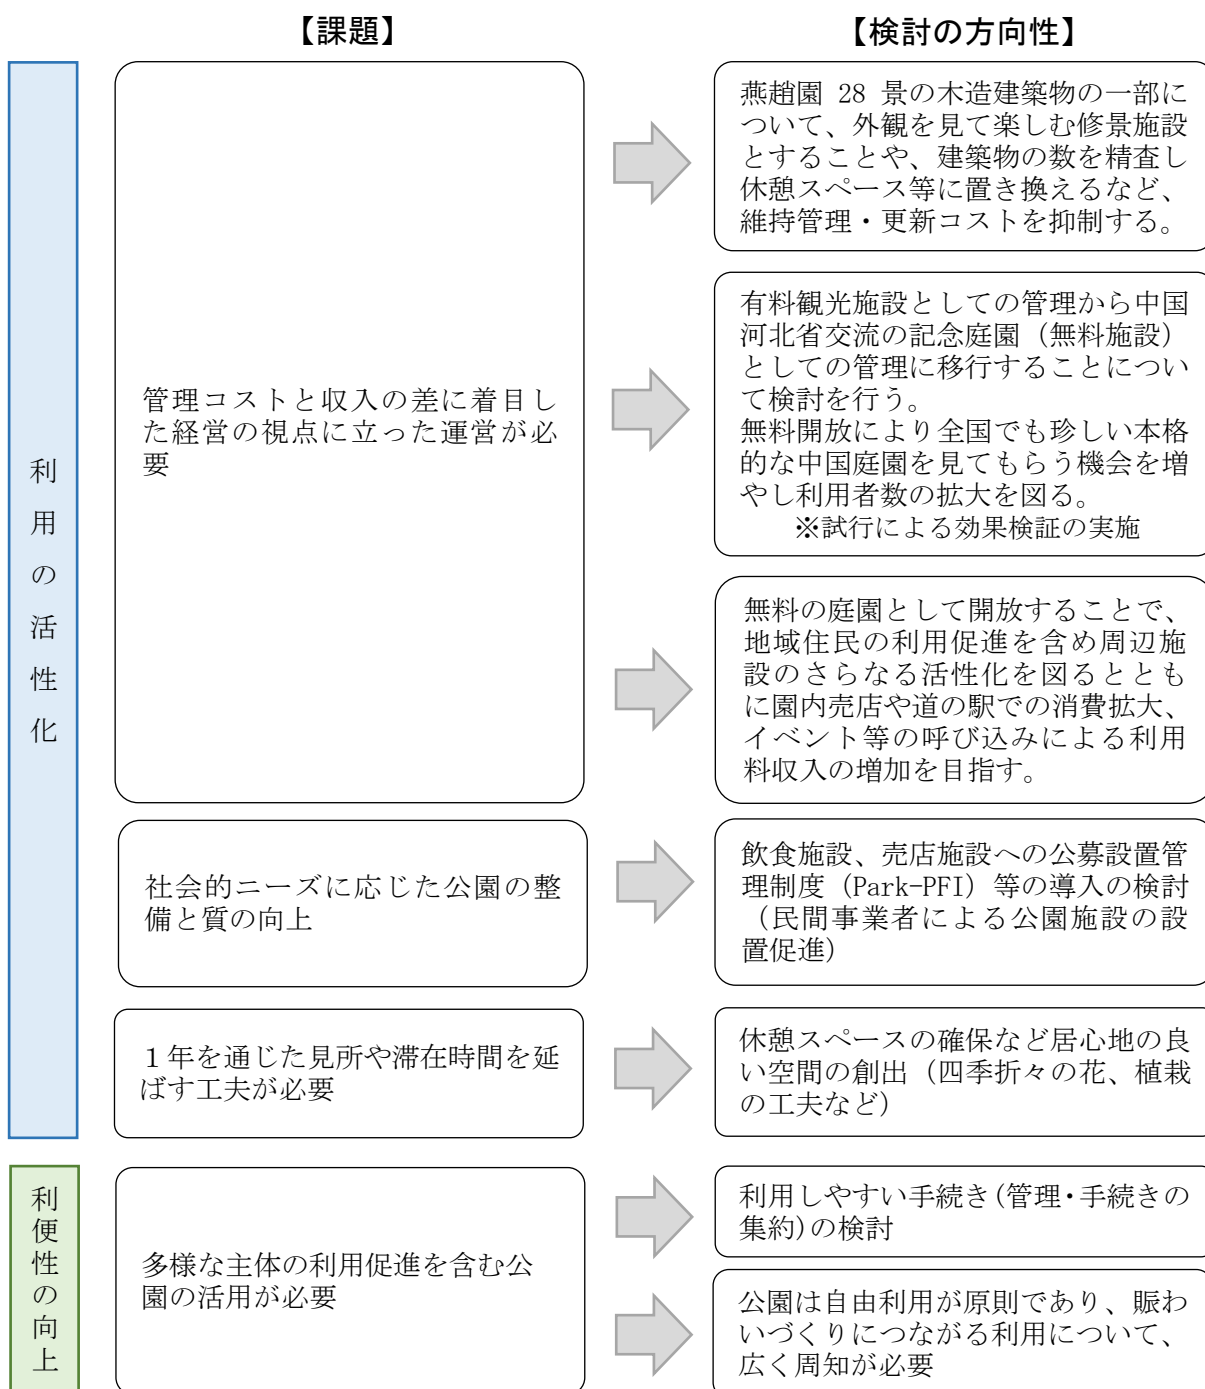 【課題】
【検討の方向性】
利用の活性化
管理コストと収入の差に着目し
た経営の視点に立った運営が必
要
燕趙園 28 景の木造建築物の一部に
ついて、外観を見て楽しむ修景施設
とすることや、建築物の数を精査し
休憩スペース等に置き換えるなど、
維持管理・更新コストを抑制する。
有料観光施設としての管理から中国
河北省交流の記念庭園（無料施設）
としての管理に移行することについ
て検討を行う。
無料開放により全国でも珍しい本格
的な中国庭園を見てもらう機会を増
やし利用者数の拡大を図る。
※試行による効果検証の実施
無料の庭園として開放することで、
地域住民の利用促進を含め周辺施
設のさらなる活性化を図るととも
に園内売店や道の駅での消費拡大、
イベント等の呼び込みによる利用
料収入の増加を目指す。
社会的ニーズに応じた公園の整
備と質の向上
飲食施設、売店施設への公募設置管
理制度（Park-PFI）等の導入の検討
（民間事業者による公園施設の設
置促進）
１年を通じた見所や滞在時間を延
ばす工夫が必要
休憩スペースの確保など居心地の良
い空間の創出（四季折々の花、植栽
の工夫など）
利便性の向上
多様な主体の利用促進を含む公
園の活用が必要
利用しやすい手続き(管理・手続きの
集約)の検討
公園は自由利用が原則であり、賑わ
いづくりにつながる利用について、
広く周知が必要